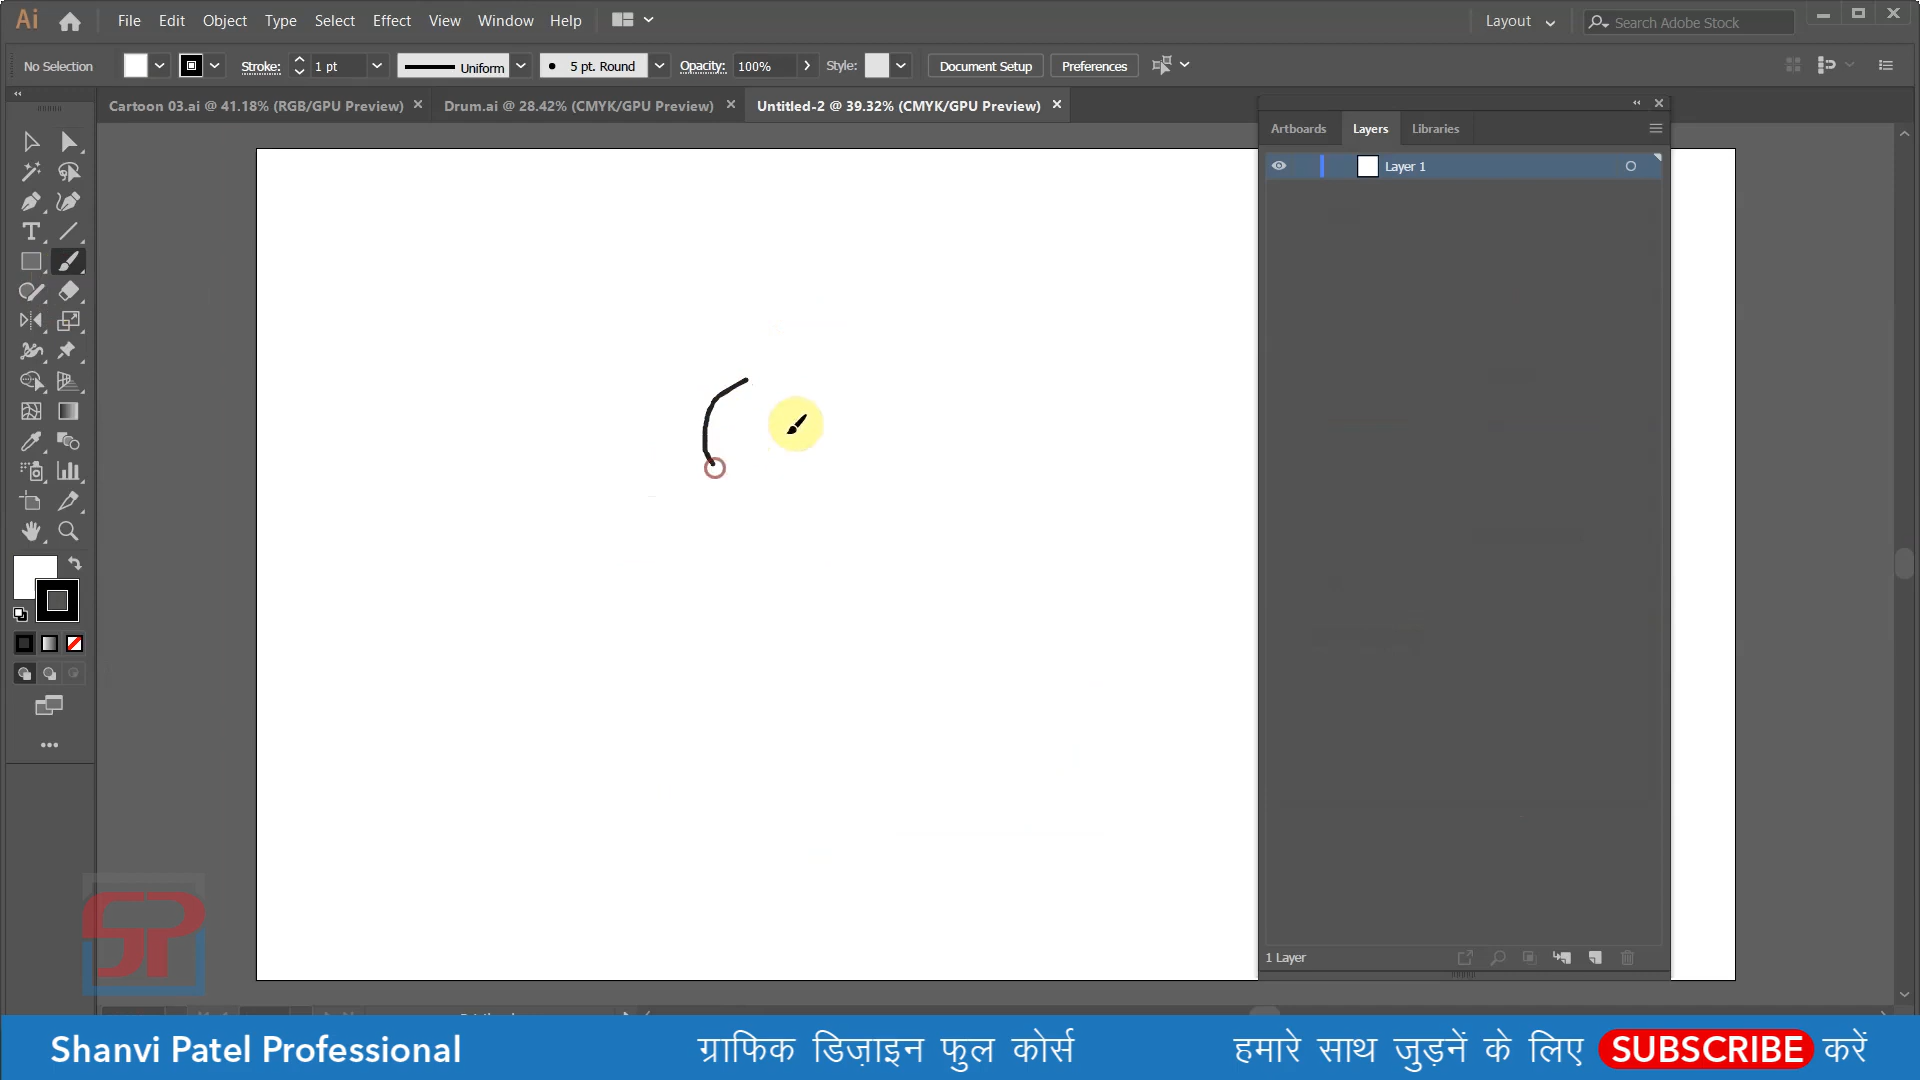 Ai File Edit Object Type Select Effect View Window Help Layout Search Adobe Stock
No Selection Stroke: 1 pt Uniform 5 pt. Round Opacity: 100% Style: Document Setup Preferences
Cartoon 03.ai @ 41.18% (RGB/GPU Preview) Drum.ai @ 28.42% (CMYK/GPU Preview) Untitled-2 @ 39.32% (CMYK/GPU Preview)
Artboards Layers Libraries
Layer 1
1 Layer
SP
Shanvi Patel Professional ग्राफिक डिज़ाइन फुल कोर्स हमारे साथ जुड़नें के लिए SUBSCRIBE करें